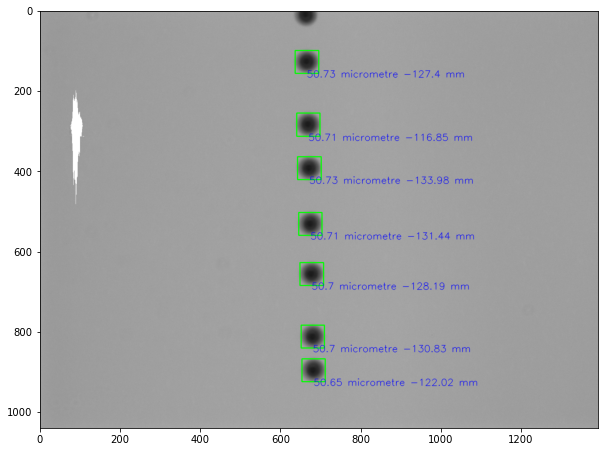 0
200
400
600
800
1000
50.73 micrometre -127.4 mm
50.71 micrometre -116.85 mm
50.73 micrometre -133.98 mm
50.71 micrometre -131.44 mm
50.7 micrometre -128.19 mm
50.7 micrometre -130.83 mm
50.65 micrometre -122.02 mm
0 200 400 600 800 1000 1200